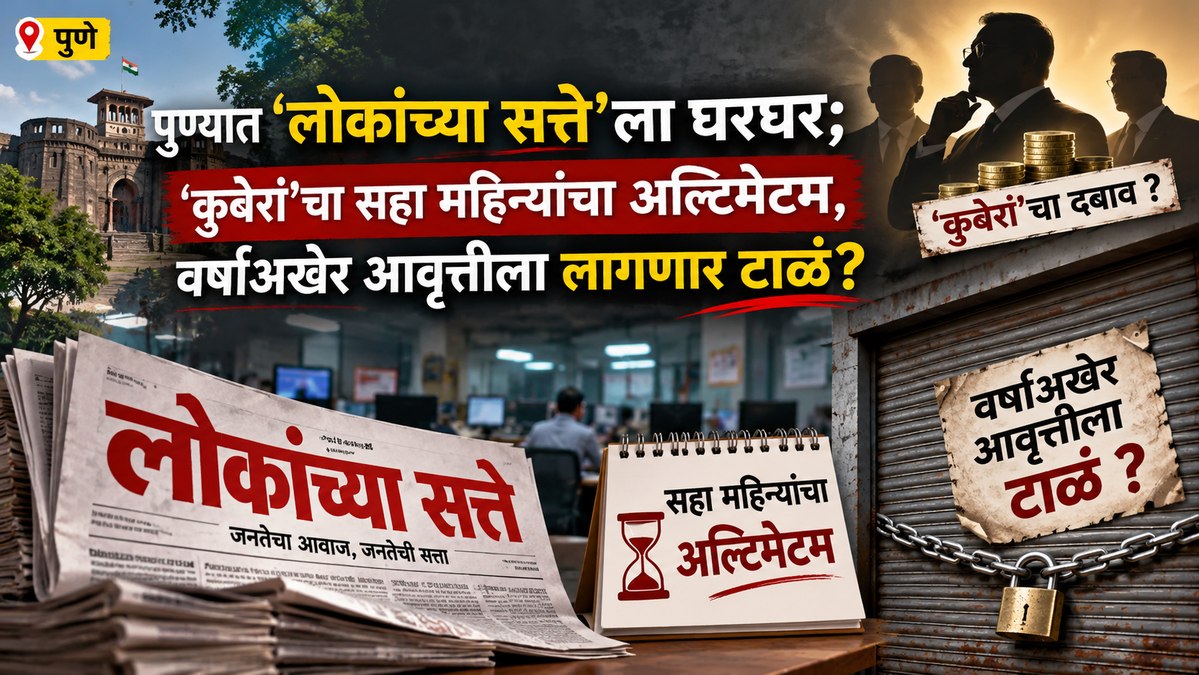 पुणे
पुण्यात ‘लोकांच्या सत्ते’ला घरघर;
‘कुबेरां’चा सहा महिन्यांचा अल्टिमेटम,
वर्षाअखेर आवृत्तीला लागणार टाळं?
‘कुबेरां’चा दबाव ?
लोकांच्या सत्ते
जनतेचा आवाज, जनतेची सत्ता
सहा महिन्यांचा
अल्टिमेटम
वर्षाअखेर
आवृत्तीला
टाळं ?